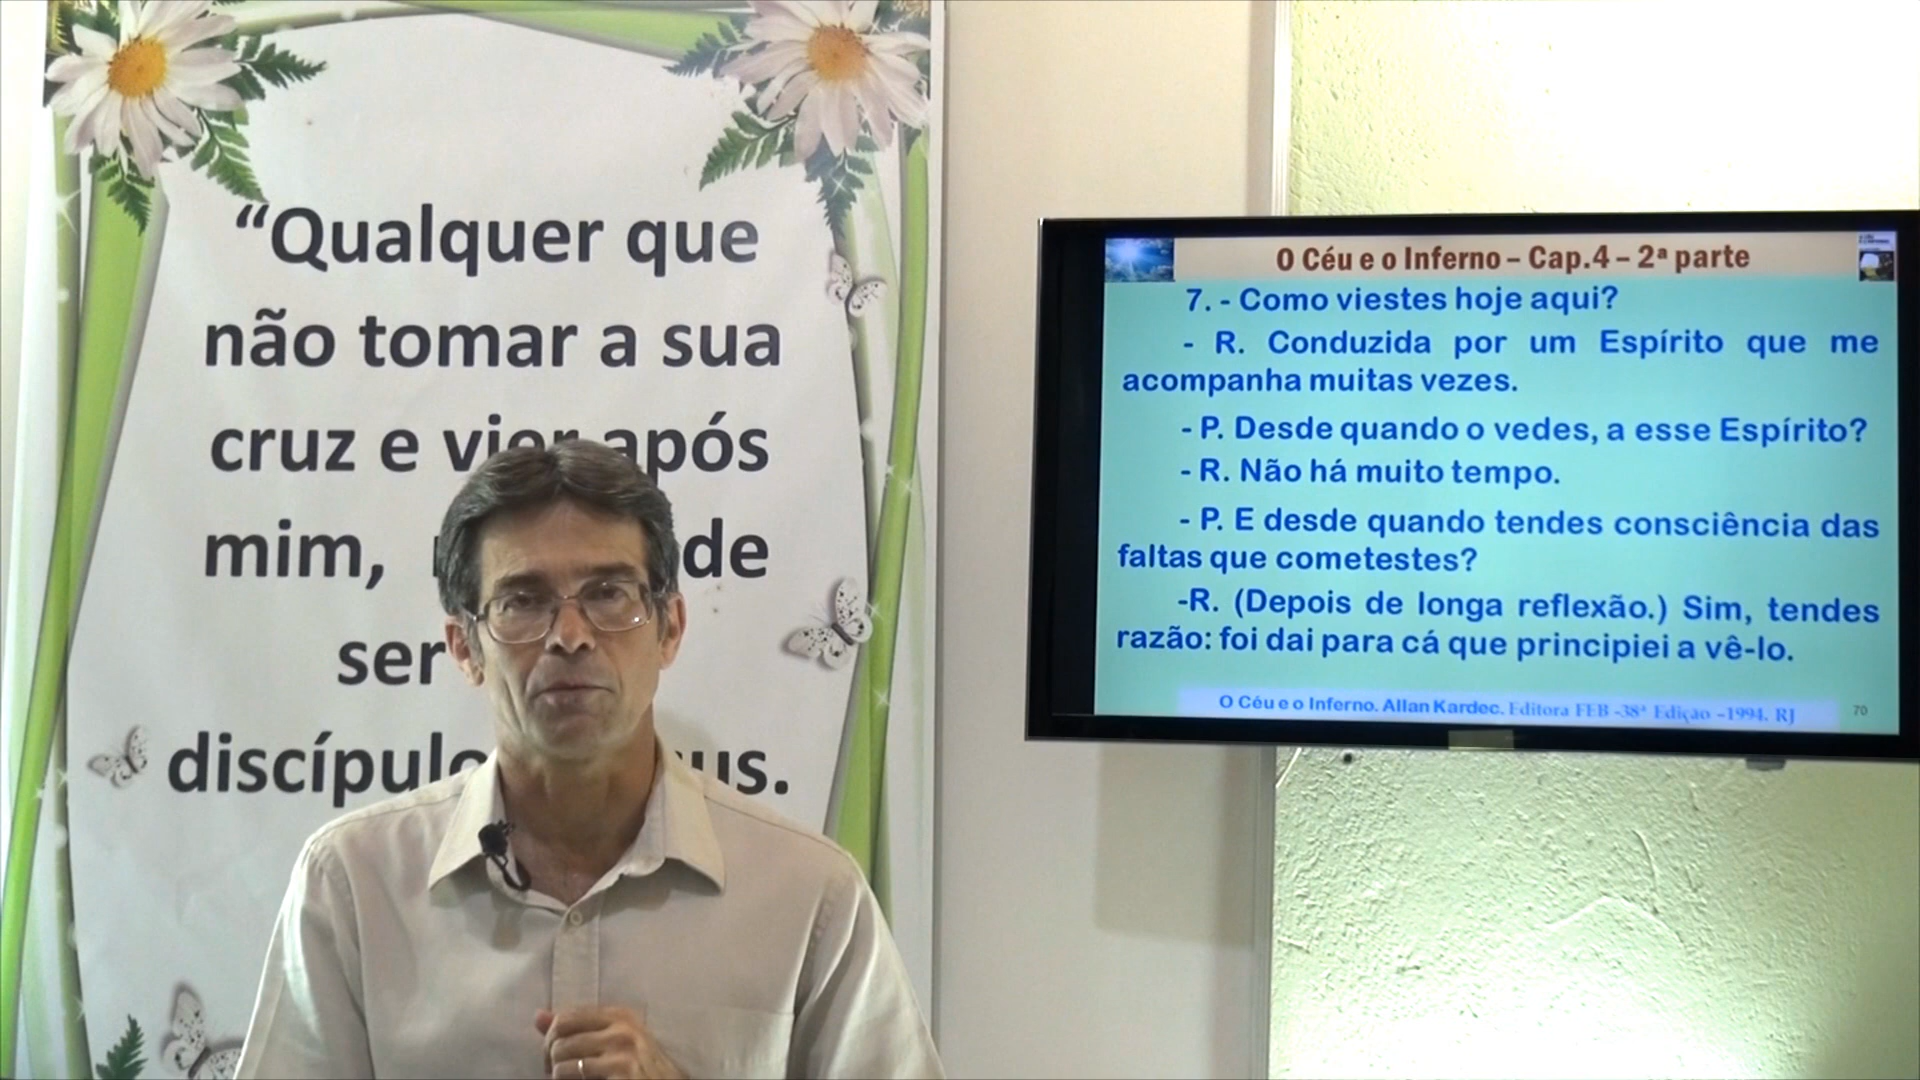 “Qualquer que
não tomar a sua
cruz e vier após
mim, de
ser
discípulo us.
O Céu e o Inferno – Cap.4 – 2ª parte
7. - Como viestes hoje aqui?
- R. Conduzida por um Espírito que me
acompanha muitas vezes.
- P. Desde quando o vedes, a esse Espírito?
- R. Não há muito tempo.
- P. E desde quando tendes consciência das
faltas que cometestes?
-R. (Depois de longa reflexão.) Sim, tendes
razão: foi dai para cá que principiei a vê-lo.
O Céu e o Inferno. Allan Kardec. Editora FEB -38ª Edição -1994. RJ
70